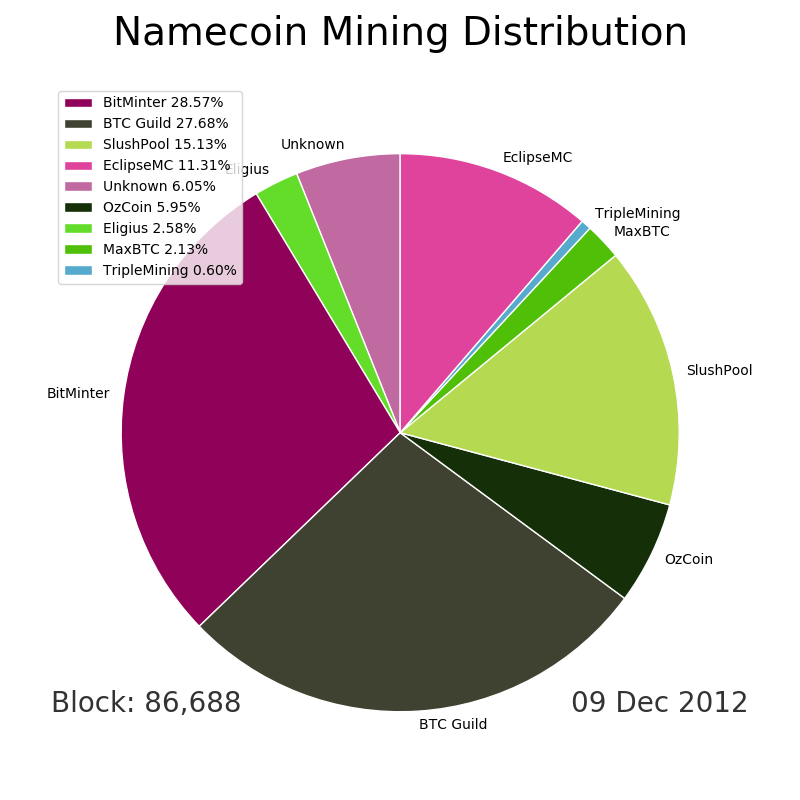 Namecoin Mining Distribution
BitMinter 28.57%
BTC Guild 27.68%
SlushPool 15.13%
EclipseMC 11.31%
Unknown 6.05%
OzCoin 5.95%
Eligius 2.58%
MaxBTC 2.13%
TripleMining 0.60%
Unknown
Eligius
EclipseMC
TripleMining
MaxBTC
SlushPool
BitMinter
OzCoin
BTC Guild
Block: 86,688
09 Dec 2012